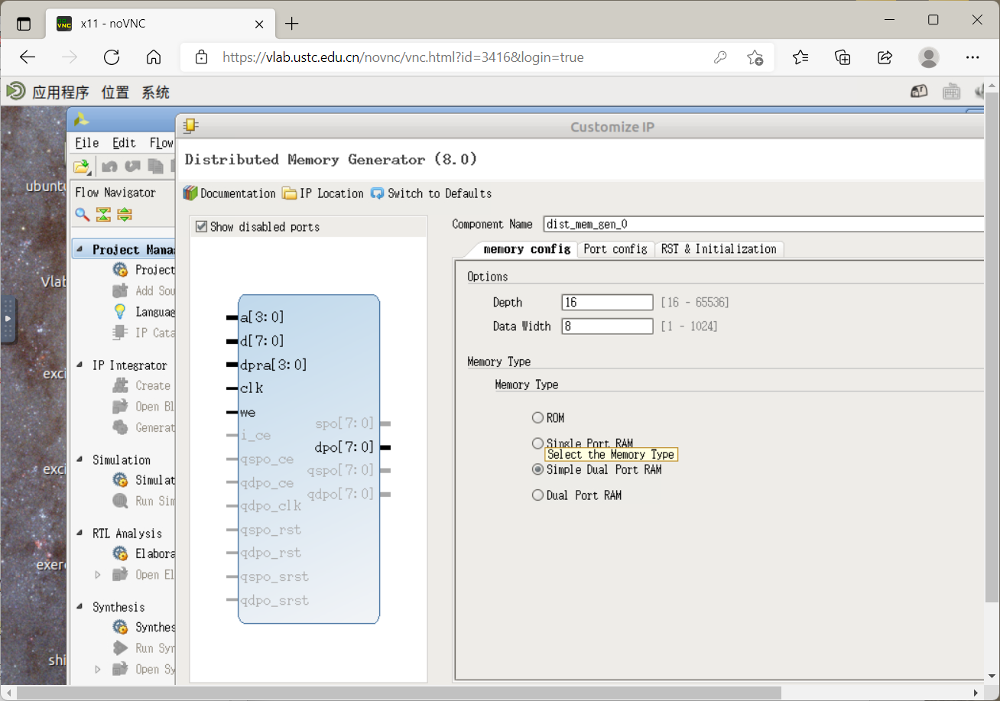 x11 - noVNC
https://vlab.ustc.edu.cn/novnc/vnc.html?id=3416&login=true
应用程序 位置 系统
Customize IP
File Edit Flow
Distributed Memory Generator (8.0)
Documentation IP Location Switch to Defaults
Flow Navigator
Show disabled ports
Component Name dist_mem_gen_0
memory config Port config RST & Initialization
Project Mana
Project
Add Sou
Languag
IP Cata
IP Integrator
Create
Open Bl
Generat
Simulation
Simulat
Run Sim
RTL Analysis
Elabora
Open El
Synthesis
Synthes
Run Syn
Open Sy
ubuntu
Vlab
exci
exci
exer
shi
a[3:0]
d[7:0]
dpra[3:0]
clk
we
i_ce
qspo_ce
qdpo_ce
qdpo_clk
qspo_rst
qdpo_rst
qspo_srst
qdpo_srst
spo[7:0]
dpo[7:0]
qspo[7:0]
qdpo[7:0]
Options
Depth 16 [16 - 65536]
Data Width 8 [1 - 1024]
Memory Type
Memory Type
ROM
Single Port RAM
Select the Memory Type
Simple Dual Port RAM
Dual Port RAM